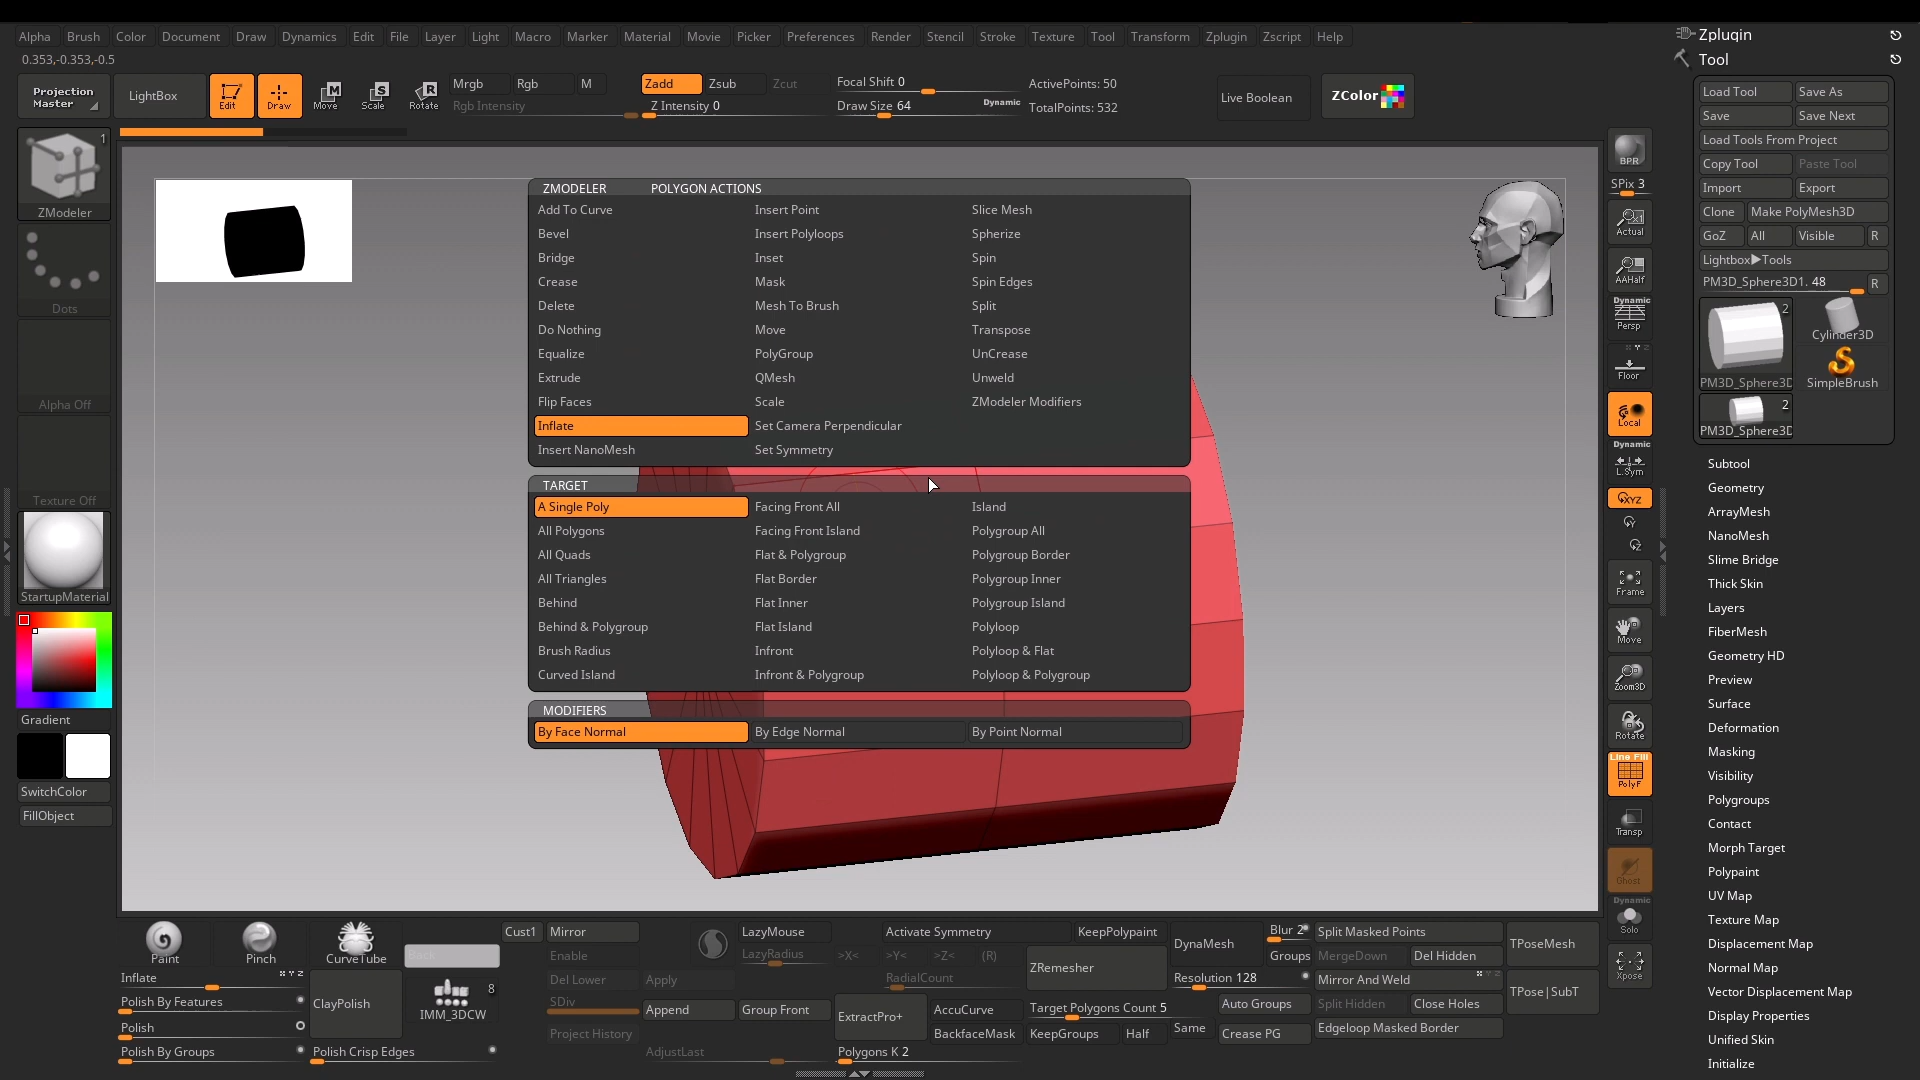 Alpha Brush Color Document Draw Dynamics Edit File Layer Light Macro Marker Material Movie Picker Preferences Render Stencil Stroke Texture Tool Transform Zplugin Zscript Help
0.353,-0.353,-0.5
Projection Master
LightBox
Edit
Draw
Move
Scale
Rotate
Mrgb Rgb M
Rgb Intensity
Zadd Zsub Zcut
Z Intensity 0
Focal Shift 0
Draw Size 64
Dynamic
ActivePoints: 50
TotalPoints: 532
Live Boolean
ZColor
1
ZModeler
Dots
Alpha Off
Texture Off
StartupMaterial
Gradient
SwitchColor
FillObject
ZMODELER POLYGON ACTIONS
Add To Curve Insert Point Slice Mesh
Bevel Insert Polyloops Spherize
Bridge Inset Spin
Crease Mask Spin Edges
Delete Mesh To Brush Split
Do Nothing Move Transpose
Equalize PolyGroup UnCrease
Extrude QMesh Unweld
Flip Faces Scale ZModeler Modifiers
Inflate Set Camera Perpendicular
Insert NanoMesh Set Symmetry
TARGET
A Single Poly Facing Front All Island
All Polygons Facing Front Island Polygroup All
All Quads Flat & Polygroup Polygroup Border
All Triangles Flat Border Polygroup Inner
Behind Flat Inner Polygroup Island
Behind & Polygroup Flat Island Polyloop
Brush Radius Infront Polyloop & Flat
Curved Island Infront & Polygroup Polyloop & Polygroup
MODIFIERS
By Face Normal By Edge Normal By Point Normal
BPR
SPix 3
Actual
AAHalf
Dynamic
Persp
Floor
Local
Dynamic
L.Sym
XYZ
Y
Z
Frame
Move
Zoom3D
Rotate
Line Fill
PolyF
Transp
Ghost
Dynamic
Solo
Xpose
Zplugin
Tool
Load Tool Save As
Save Save Next
Load Tools From Project
Copy Tool Paste Tool
Import Export
Clone Make PolyMesh3D
GoZ All Visible R
Lightbox▶Tools
PM3D_Sphere3D1. 48 R
2
PM3D_Sphere3D
Cylinder3D
SimpleBrush
2
PM3D_Sphere3D
Subtool
Geometry
ArrayMesh
NanoMesh
Slime Bridge
Thick Skin
Layers
FiberMesh
Geometry HD
Preview
Surface
Deformation
Masking
Visibility
Polygroups
Contact
Morph Target
Polypaint
UV Map
Texture Map
Displacement Map
Normal Map
Vector Displacement Map
Display Properties
Unified Skin
Initialize
Paint
Pinch
CurveTube
Inflate
Polish By Features
Polish
Polish By Groups
ClayPolish
8
IMM_3DCW
Polish Crisp Edges
Cust1
Mirror
Enable
Del Lower
SDiv
Project History
Apply
Append
AdjustLast
LazyMouse
LazyRadius
Group Front
Activate Symmetry
>X< >Y< >Z< (R)
RadialCount
ExtractPro+
AccuCurve
BackfaceMask
Polygons K 2
KeepPolypaint
ZRemesher
Target Polygons Count 5
KeepGroups Half Same
DynaMesh
Blur 2
Groups
Resolution 128
Auto Groups
Crease PG
Split Masked Points
MergeDown Del Hidden
Mirror And Weld
Split Hidden Close Holes
Edgeloop Masked Border
TPoseMesh
TPose|SubT